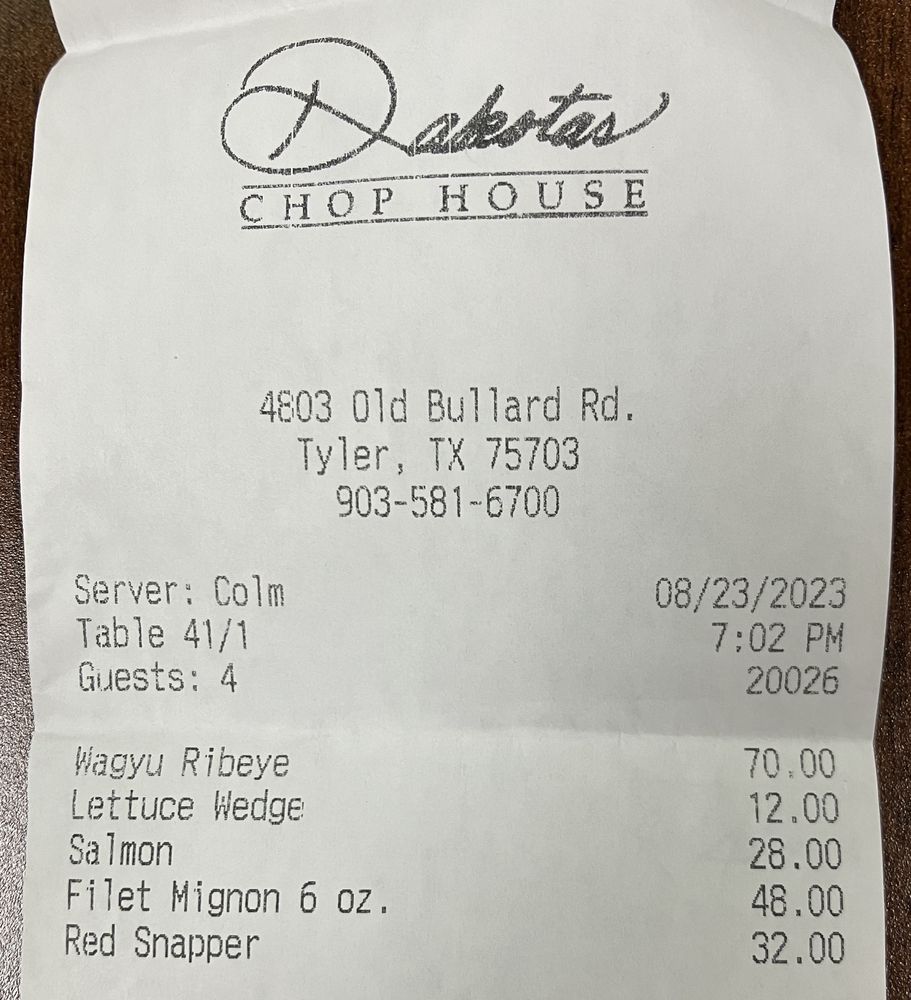 Dakotas
CHOP HOUSE
4803 Old Bullard Rd.
Tyler, TX 75703
903-581-6700
Server: Colm 08/23/2023
Table 41/1 7:02 PM
Guests: 4 20026
Wagyu Ribeye 70.00
Lettuce Wedge 12.00
Salmon 28.00
Filet Mignon 6 oz. 48.00
Red Snapper 32.00